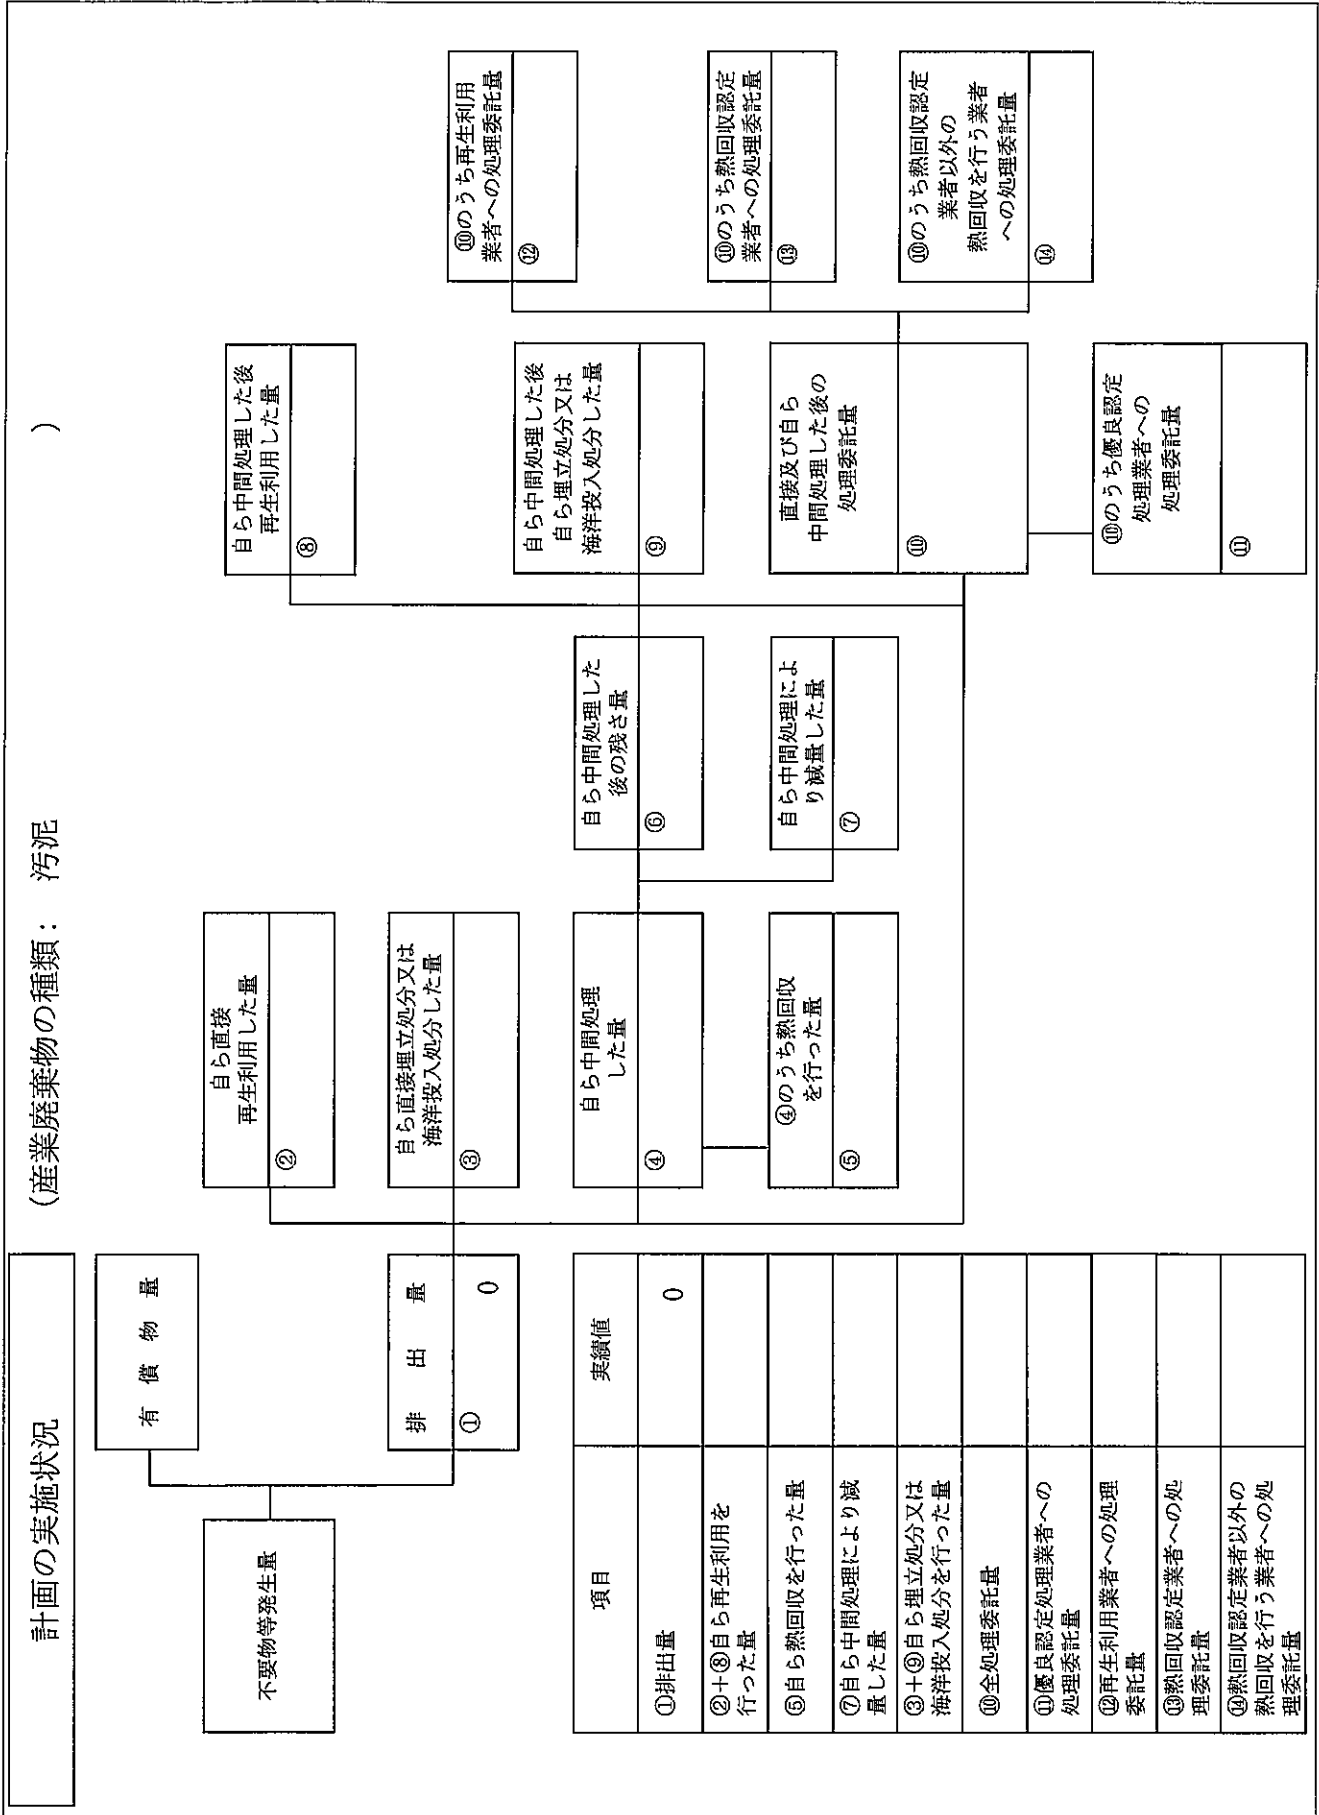 計画の実施状況
(産業廃棄物の種類： 汚泥 )
不要物等発生量
有償物量
排出量
① 0
自ら直接
再生利用した量
②
自ら直接埋立処分又は
海洋投入処分した量
③
自ら中間処理
した量
④
④のうち熱回収
を行った量
⑤
自ら中間処理した
後の残さ量
⑥
自ら中間処理によ
り減量した量
⑦
自ら中間処理した後
再生利用した量
⑧
自ら中間処理した後
自ら埋立処分又は
海洋投入処分した量
⑨
直接及び自ら
中間処理した後の
処理委託量
⑩
⑩のうち優良認定
処理業者への
処理委託量
⑪
⑩のうち再生利用
業者への処理委託量
⑫
⑩のうち熱回収認定
業者への処理委託量
⑬
⑩のうち熱回収認定
業者以外の
熱回収を行う業者
への処理委託量
⑭
項目 実績値
①排出量 0
②＋⑧自ら再生利用を
行った量
⑤自ら熱回収を行った量
⑦自ら中間処理により減
量した量
③＋⑨自ら埋立処分又は
海洋投入処分を行った量
⑩全処理委託量
⑪優良認定処理業者への
処理委託量
⑫再生利用業者への処理
委託量
⑬熱回収認定業者への処
理委託量
⑭熱回収認定業者以外の
熱回収を行う業者への処
理委託量